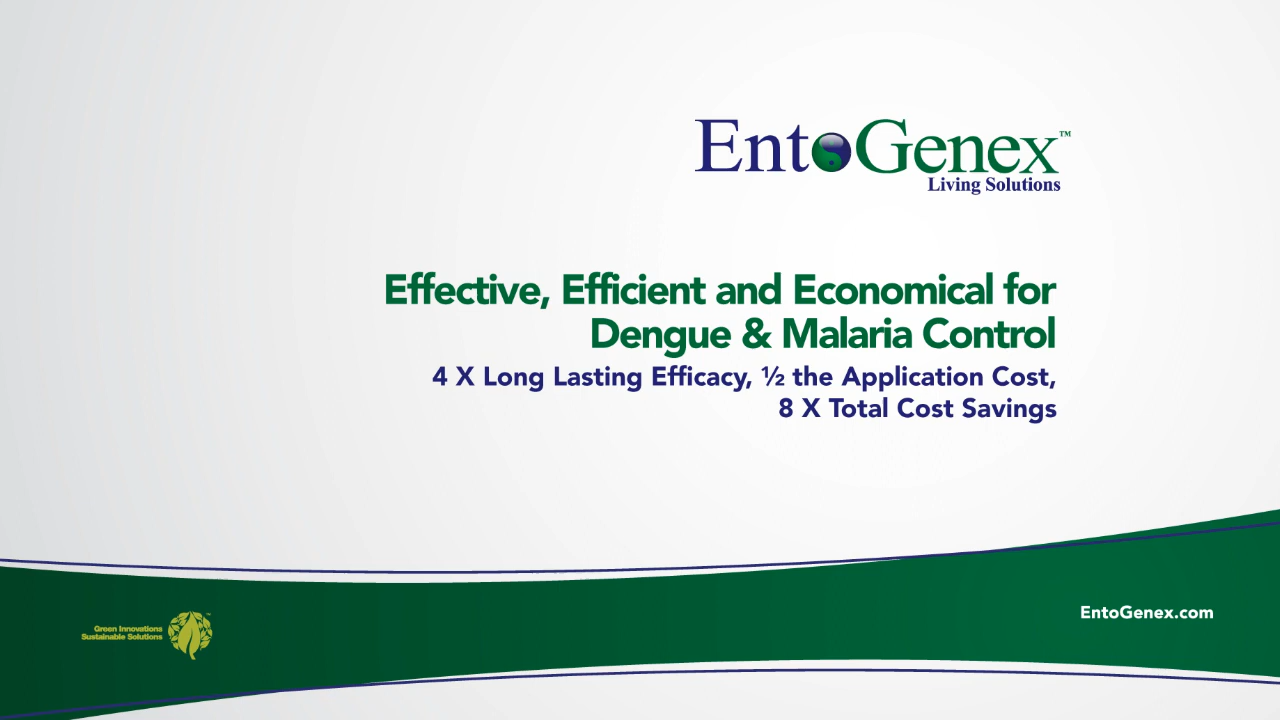 EntoGenex™
Living Solutions
Effective, Efficient and Economical for
Dengue & Malaria Control
4 X Long Lasting Efficacy, ½ the Application Cost,
8 X Total Cost Savings
Green Innovations
Sustainable Solutions
™
EntoGenex.com